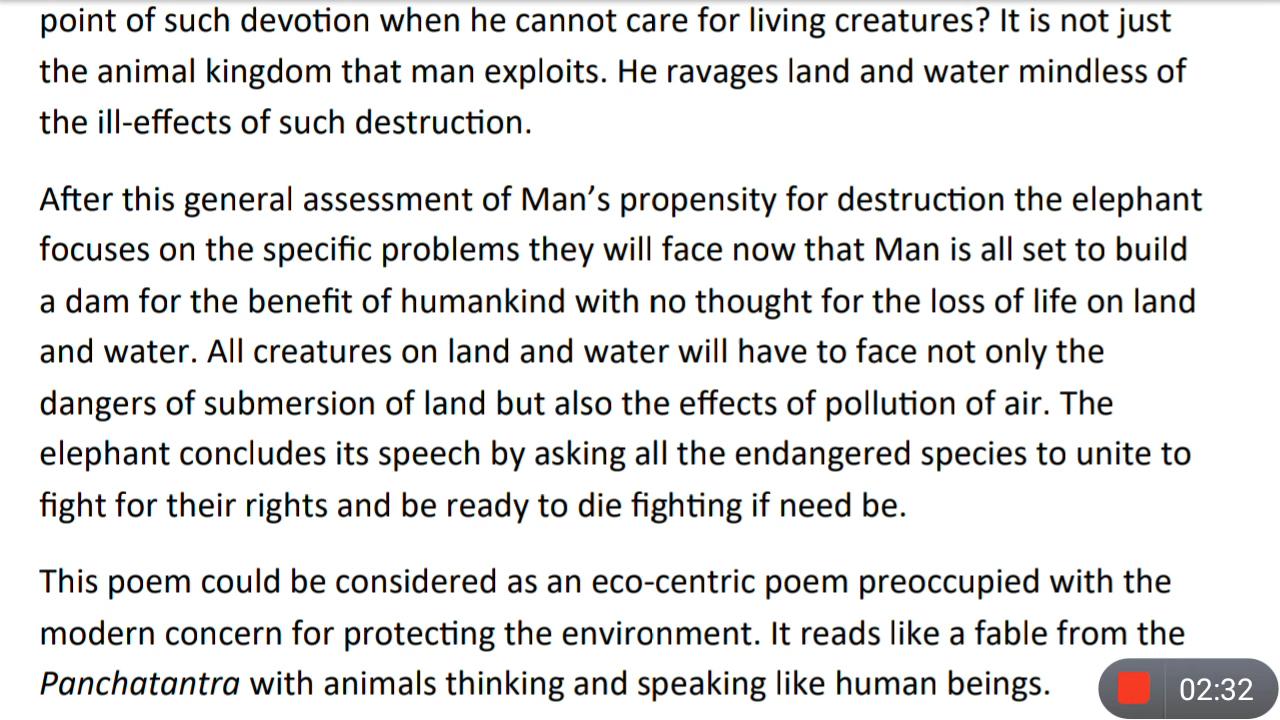 point of such devotion when he cannot care for living creatures? It is not just
the animal kingdom that man exploits. He ravages land and water mindless of
the ill-effects of such destruction.
After this general assessment of Man’s propensity for destruction the elephant
focuses on the specific problems they will face now that Man is all set to build
a dam for the benefit of humankind with no thought for the loss of life on land
and water. All creatures on land and water will have to face not only the
dangers of submersion of land but also the effects of pollution of air. The
elephant concludes its speech by asking all the endangered species to unite to
fight for their rights and be ready to die fighting if need be.
This poem could be considered as an eco-centric poem preoccupied with the
modern concern for protecting the environment. It reads like a fable from the
Panchatantra with animals thinking and speaking like human beings.
02:32